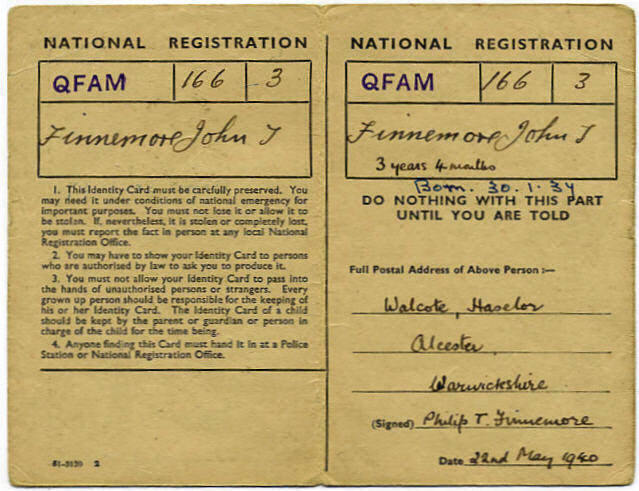 NATIONAL REGISTRATION
QFAM 166 3
Finnemore John T
1. This Identity Card must be carefully preserved. You
may need it under conditions of national emergency for
important purposes. You must not lose it or allow it to
be stolen. If, nevertheless, it is stolen or completely lost,
you must report the fact in person at any local National
Registration Office.
2. You may have to show your Identity Card to persons
who are authorised by law to ask you to produce it.
3. You must not allow your Identity Card to pass into
the hands of unauthorised persons or strangers. Every
grown up person should be responsible for the keeping of
his or her Identity Card. The Identity Card of a child
should be kept by the parent or guardian or person in
charge of the child for the time being.
4. Anyone finding this Card must hand it in at a Police
Station or National Registration Office.
51-3120 2
NATIONAL REGISTRATION
QFAM 166 3
Finnemore John T
3 years 4 months
Born. 30.1.37
DO NOTHING WITH THIS PART
UNTIL YOU ARE TOLD
Full Postal Address of Above Person :—
Walcote, Haselor
Alcester
Warwickshire
(Signed) Philip T. Finnemore
Date 22nd May 1940